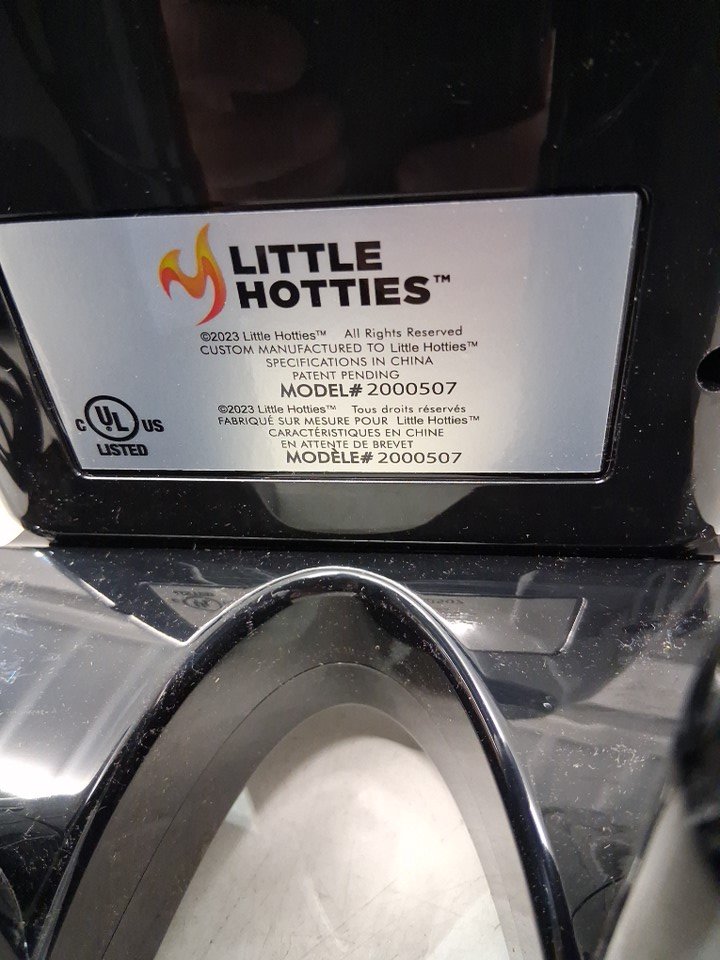 LITTLE
HOTTIES™
©2023 Little Hotties™ All Rights Reserved
CUSTOM MANUFACTURED TO Little Hotties™
SPECIFICATIONS IN CHINA
PATENT PENDING
MODEL# 2000507
©2023 Little Hotties™ Tous droits réservés
FABRIQUÉ SUR MESURE POUR Little Hotties™
CARACTÉRISTIQUES EN CHINE
EN ATTENTE DE BREVET
MODÈLE# 2000507
C UL US
LISTED